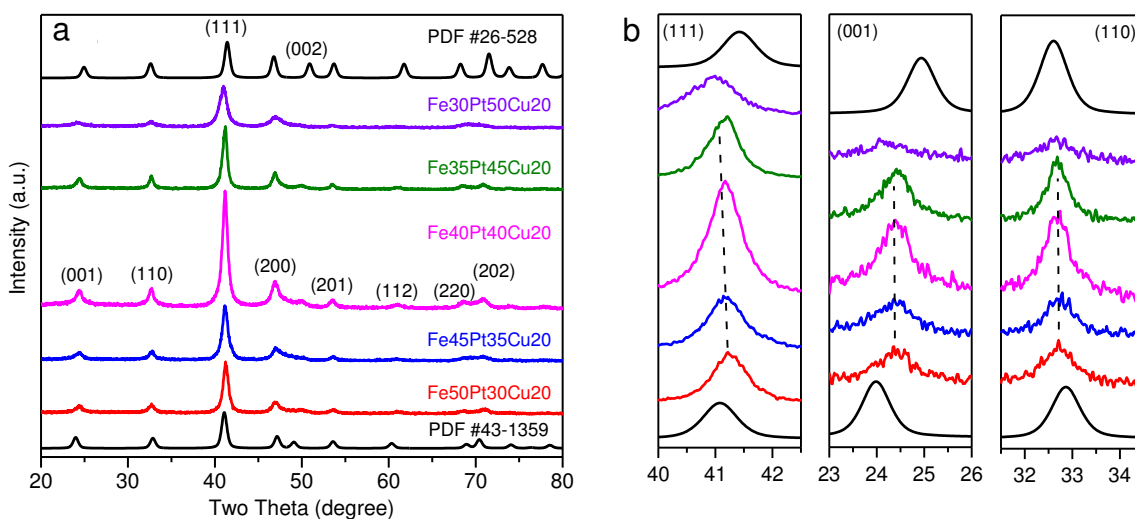 a
(111)
(002)
PDF #26-528
Fe30Pt50Cu20
Fe35Pt45Cu20
Fe40Pt40Cu20
(001)
(110)
(200)
(201)
(112)
(220)
(202)
Fe45Pt35Cu20
Fe50Pt30Cu20
PDF #43-1359
20
30
40
50
60
70
80
Two Theta (degree)
Intensity (a.u.)
b
(111)
(001)
(110)
40
41
42
23
24
25
26
32
33
34